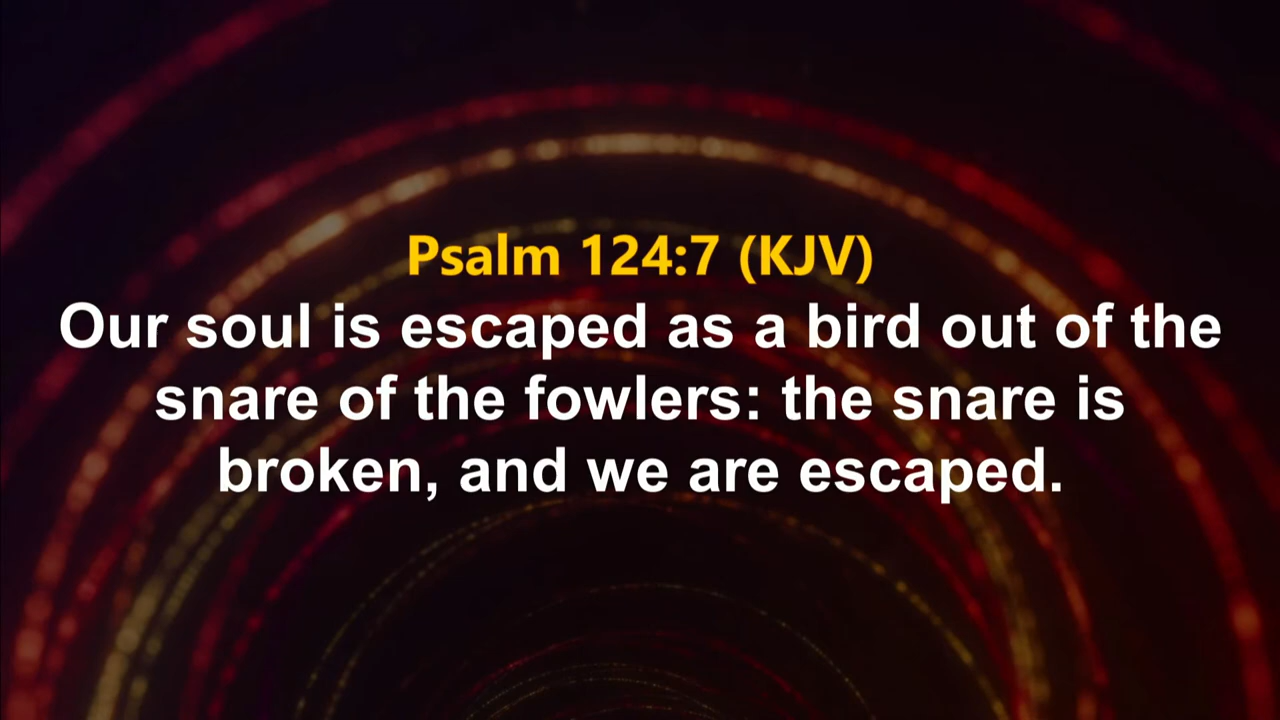 Psalm 124:7 (KJV)
Our soul is escaped as a bird out of the
snare of the fowlers: the snare is
broken, and we are escaped.